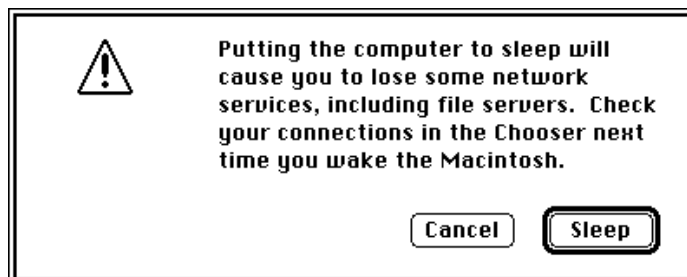 Putting the computer to sleep will
cause you to lose some network
services, including file servers.  Check
your connections in the Chooser next
time you wake the Macintosh.
Cancel
Sleep